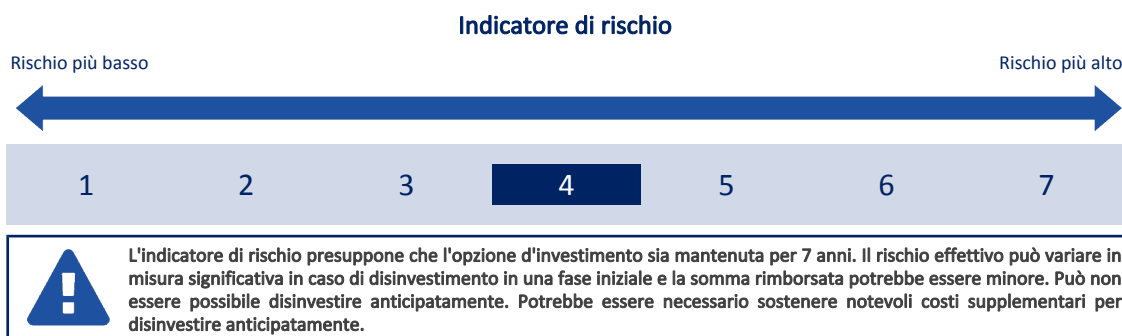 Indicatore di rischio
Rischio più basso
Rischio più alto
1 2 3 4 5 6 7
L'indicatore di rischio presuppone che l'opzione d'investimento sia mantenuta per 7 anni. Il rischio effettivo può variare in
misura significativa in caso di disinvestimento in una fase iniziale e la somma rimborsata potrebbe essere minore. Può non
essere possibile disinvestire anticipatamente. Potrebbe essere necessario sostenere notevoli costi supplementari per
disinvestire anticipatamente.